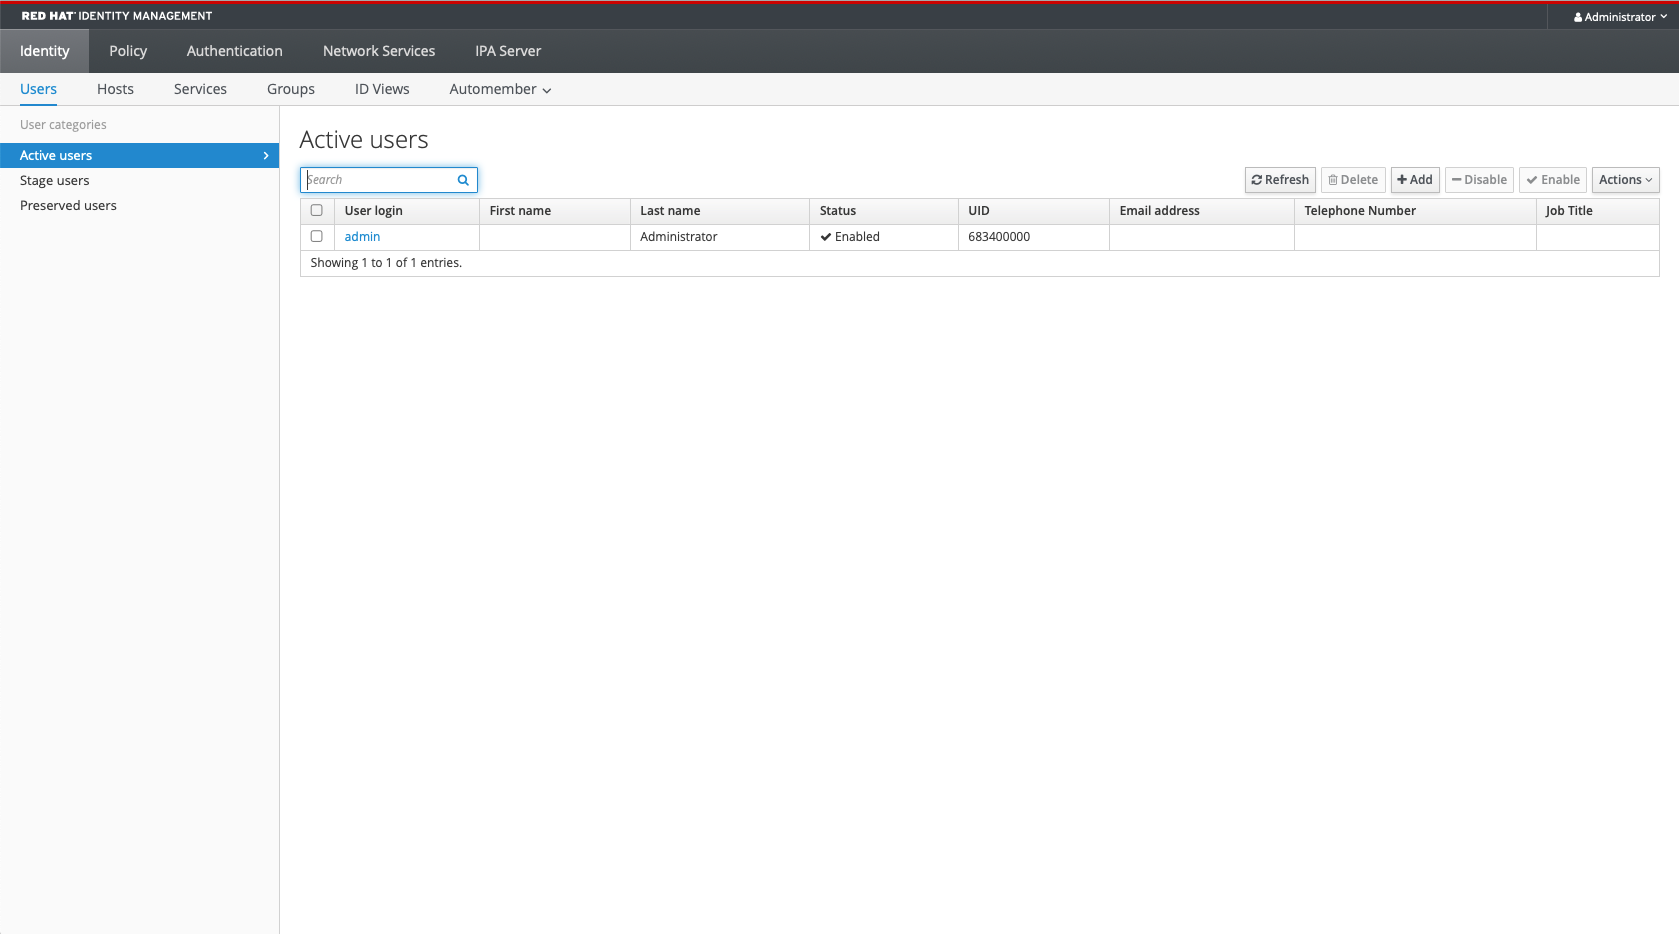 RED HAT® IDENTITY MANAGEMENT
Administrator
Identity Policy Authentication Network Services IPA Server
Users Hosts Services Groups ID Views Automember
User categories
Active users
Stage users
Preserved users
Active users
Search
Refresh Delete Add Disable Enable Actions
User login First name Last name Status UID Email address Telephone Number Job Title
admin Administrator Enabled 683400000
Showing 1 to 1 of 1 entries.